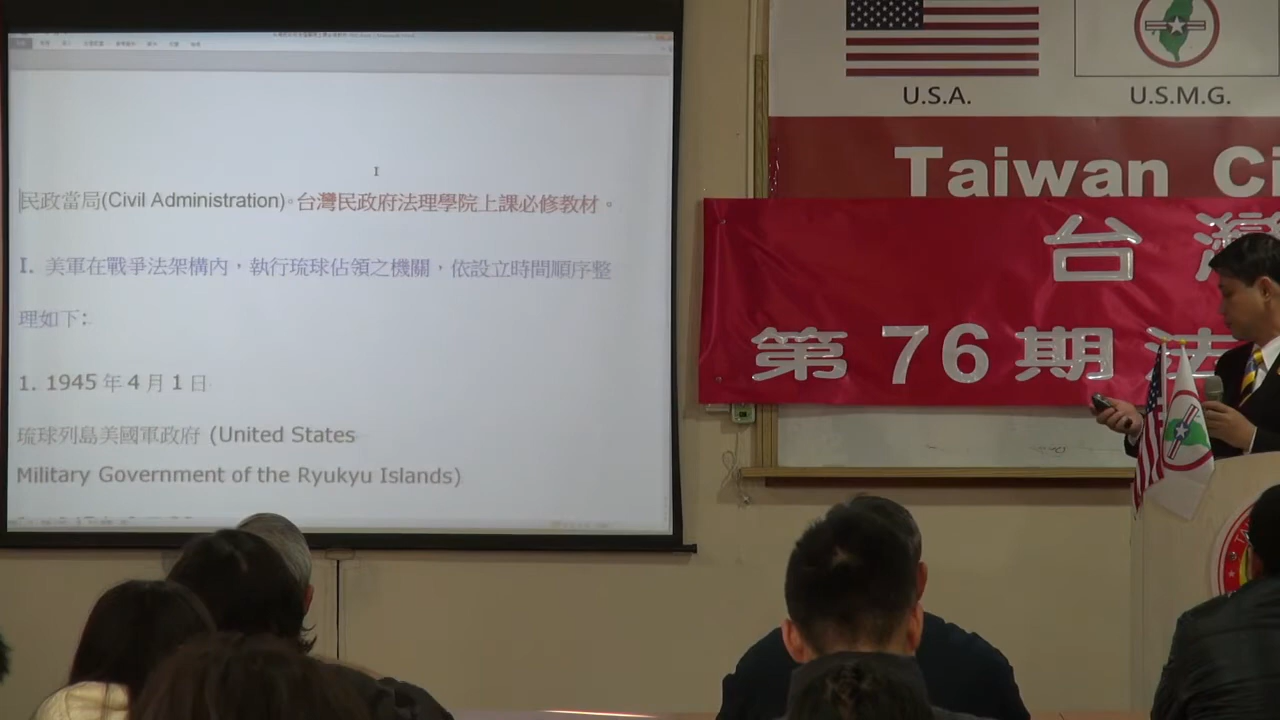 民政當局(Civil Administration)。台灣民政府法理學院上課必修教材。
I. 美軍在戰爭法架構內,執行琉球佔領之機關,依設立時間順序整
理如下:
1. 1945 年 4 月 1 日
琉球列島美國軍政府 (United States
Military Government of the Ryukyu Islands)
U.S.A.
U.S.M.G.
Taiwan Ci
台灣
第 76 期 法